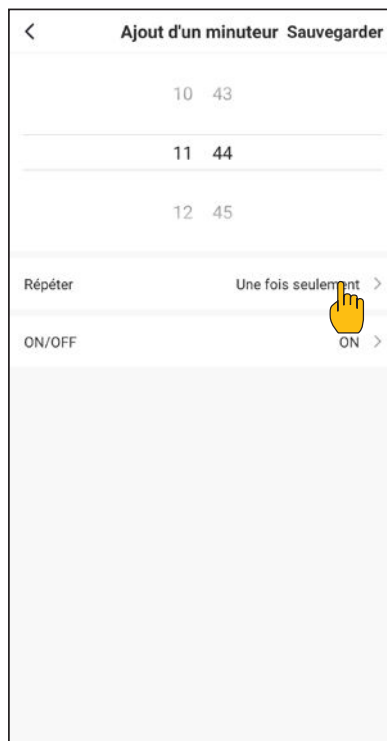 Ajout d'un minuteur Sauvegarder
10 43
11 44
12 45
Répéter Une fois seulement
ON/OFF ON